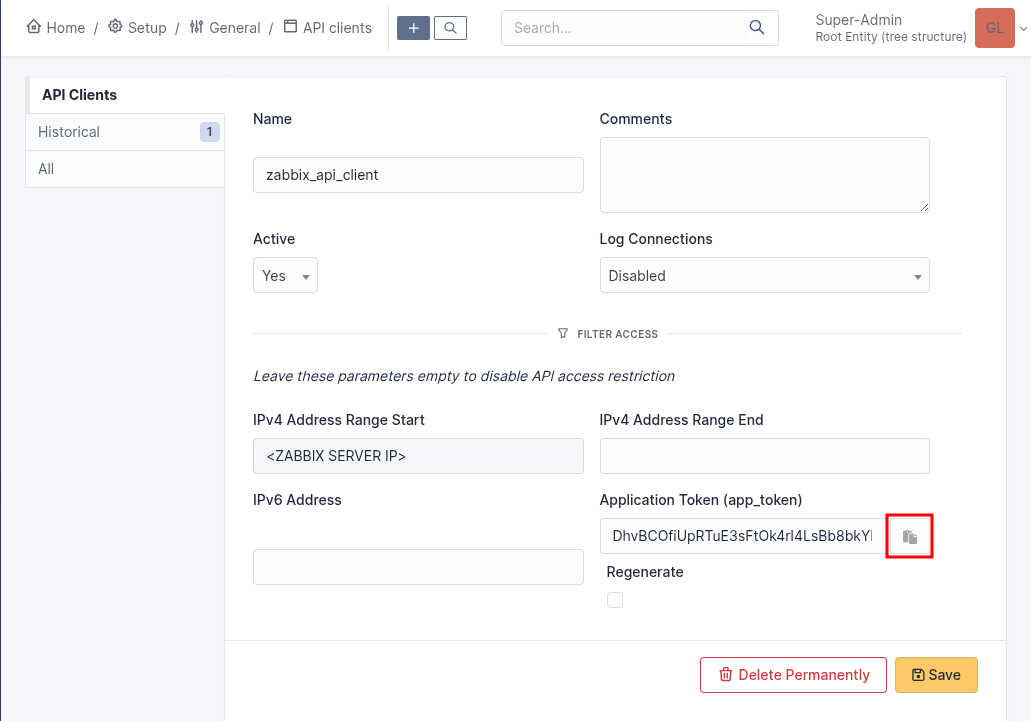 Home / Setup / General / API clients
Search...
Super-Admin
Root Entity (tree structure)
GL
API Clients
Historical 1
All
Name
Comments
zabbix_api_client
Active
Log Connections
Yes
Disabled
FILTER ACCESS
Leave these parameters empty to disable API access restriction
IPv4 Address Range Start
IPv4 Address Range End
<ZABBIX SERVER IP>
IPv6 Address
Application Token (app_token)
Regenerate
Delete Permanently
Save